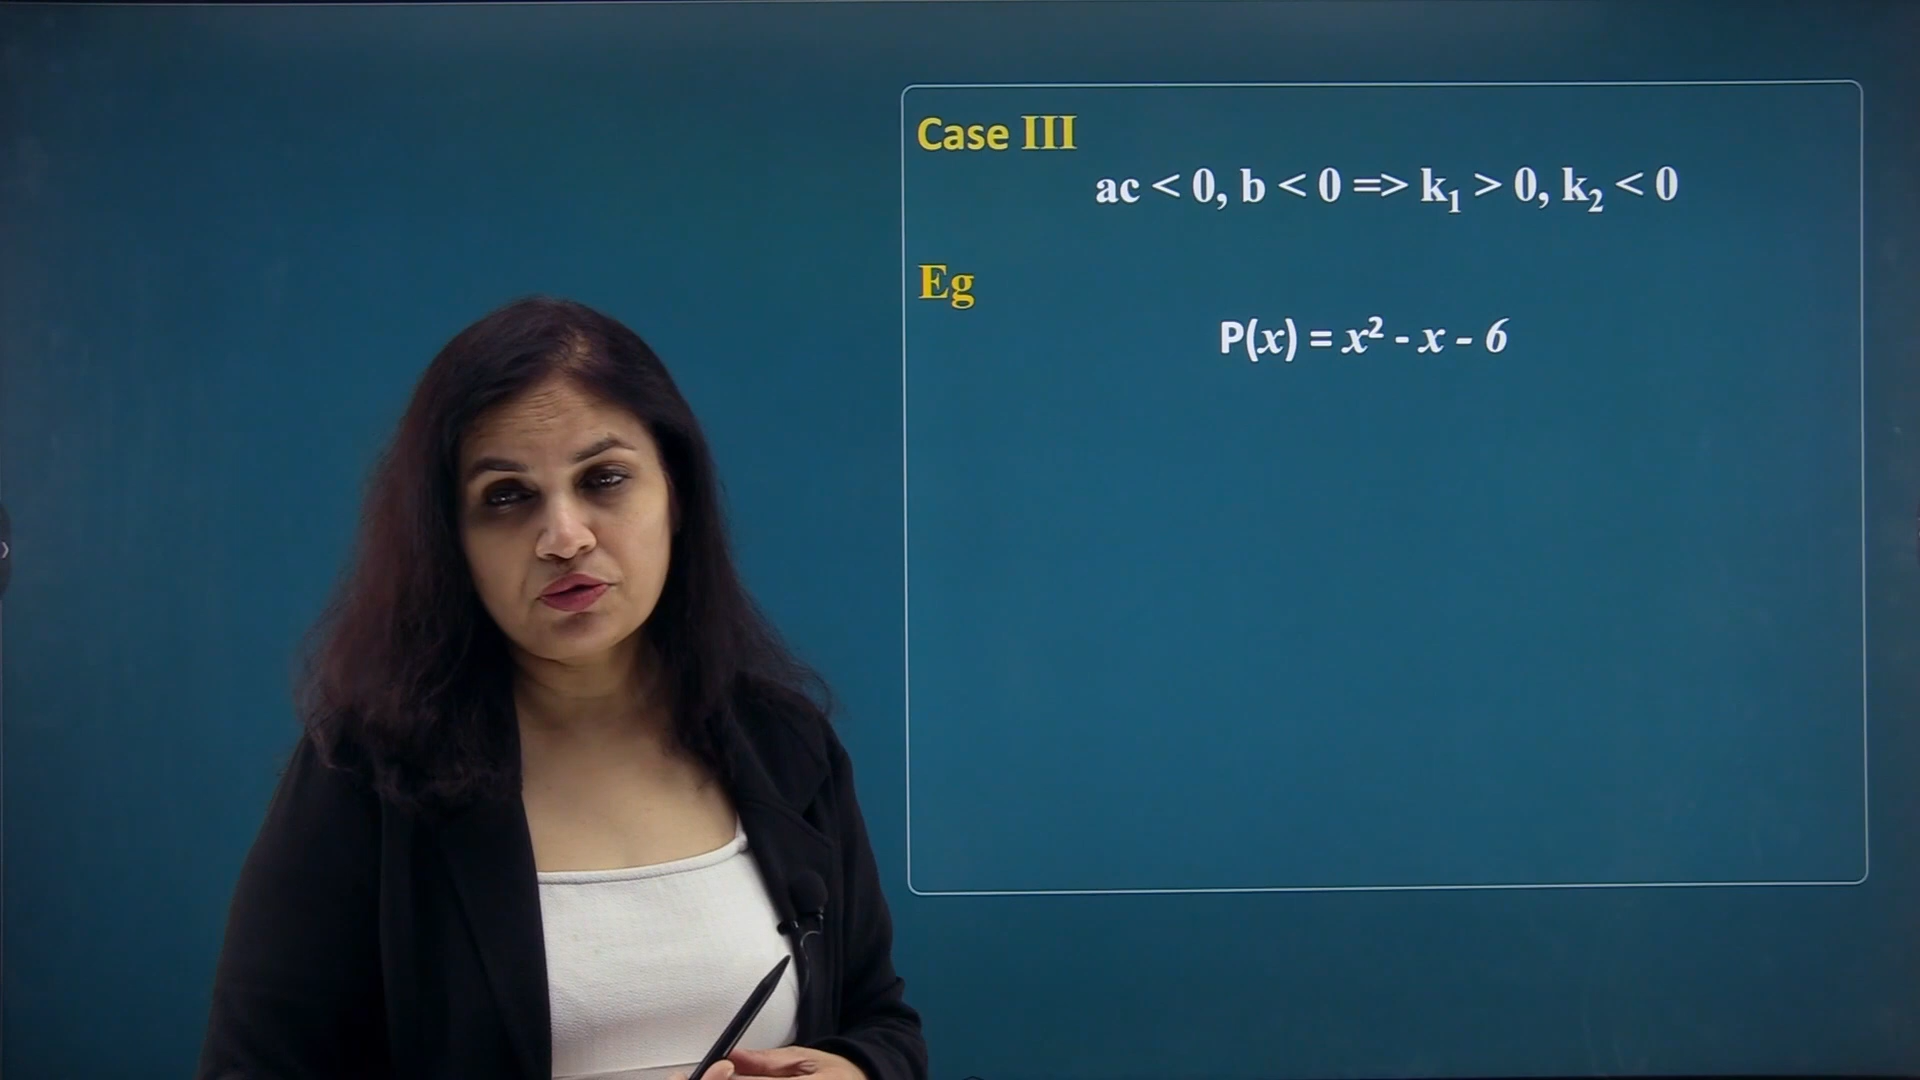 Case III
ac < 0, b < 0 => k₁ > 0, k₂ < 0
Eg
P(x) = x² - x - 6